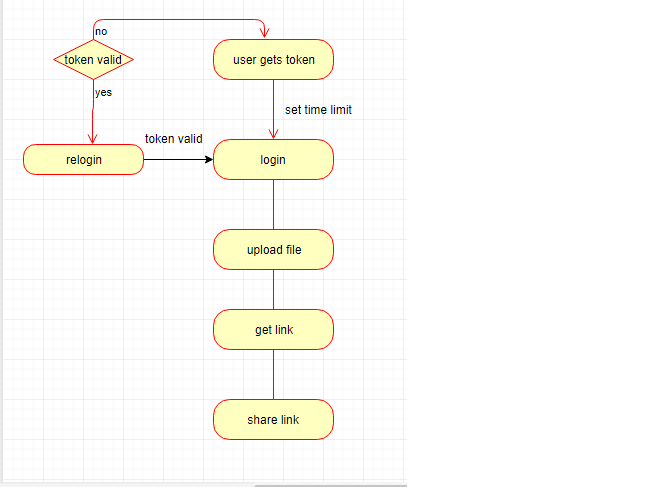 no
token valid
user gets token
yes
set time limit
token valid
relogin
login
upload file
get link
share link